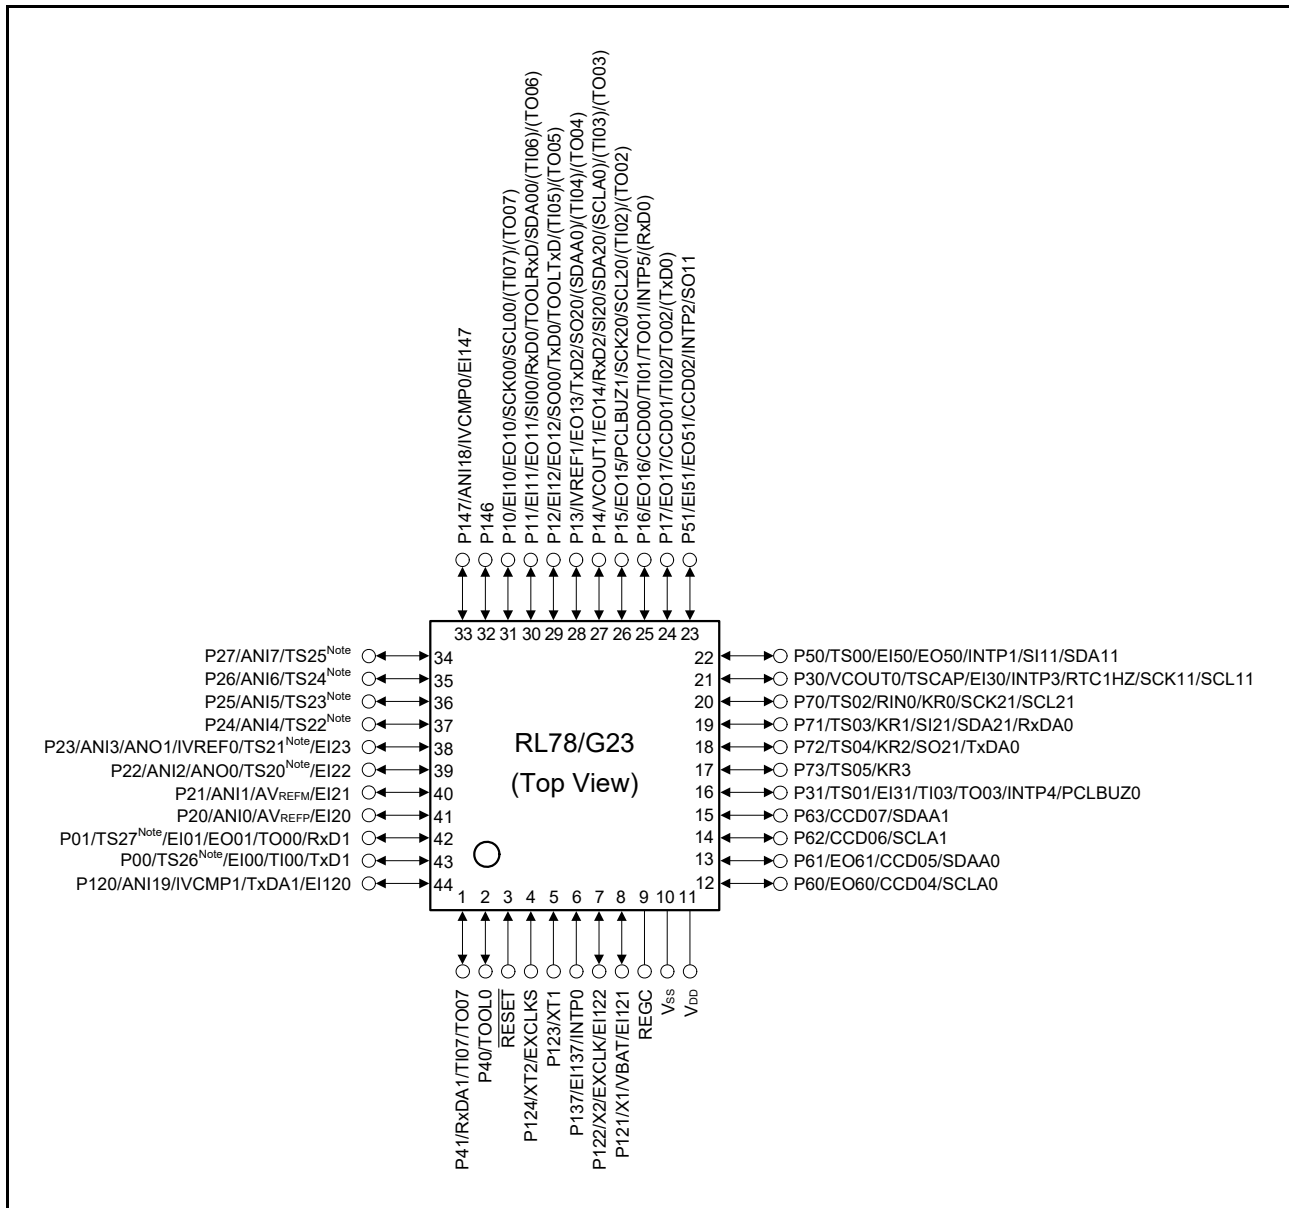 P147/ANI18/IVCMP0/EI147
P146
P10/EI10/EO10/SCK00/SCL00/(TI07)/(TO07)
P11/EI11/EO11/SI00/RxD0/TOOLRxD/SDA00/(TI06)/(TO06)
P12/EI12/EO12/SO00/TxD0/TOOLTxD/(TI05)/(TO05)
P13/IVREF1/EO13/TxD2/SO20/(SDAA0)/(TI04)/(TO04)
P14/VCOUT1/EO14/RxD2/SI20/SDA20/(SCLA0)/(TI03)/(TO03)
P15/EO15/PCLBUZ1/SCK20/SCL20/(TI02)/(TO02)
P16/EO16/CCD00/TI01/TO01/INTP5/(RxD0)
P17/EO17/CCD01/TI02/TO02/(TxD0)
P51/EI51/EO51/CCD02/INTP2/SO11
33 32 31 30 29 28 27 26 25 24 23
P27/ANI7/TS25Note 34
P26/ANI6/TS24Note 35
P25/ANI5/TS23Note 36
P24/ANI4/TS22Note 37
P23/ANI3/ANO1/IVREF0/TS21Note/EI23 38
P22/ANI2/ANO0/TS20Note/EI22 39
P21/ANI1/AVREFM/EI21 40
P20/ANI0/AVREFP/EI20 41
P01/TS27Note/EI01/EO01/TO00/RxD1 42
P00/TS26Note/EI00/TI00/TxD1 43
P120/ANI19/IVCMP1/TxDA1/EI120 44
RL78/G23
(Top View)
22 P50/TS00/EI50/EO50/INTP1/SI11/SDA11
21 P30/VCOUT0/TSCAP/EI30/INTP3/RTC1HZ/SCK11/SCL11
20 P70/TS02/RIN0/KR0/SCK21/SCL21
19 P71/TS03/KR1/SI21/SDA21/RxDA0
18 P72/TS04/KR2/SO21/TxDA0
17 P73/TS05/KR3
16 P31/TS01/EI31/TI03/TO03/INTP4/PCLBUZ0
15 P63/CCD07/SDAA1
14 P62/CCD06/SCLA1
13 P61/EO61/CCD05/SDAA0
12 P60/EO60/CCD04/SCLA0
1 2 3 4 5 6 7 8 9 10 11
P41/RxDA1/TI07/TO07
P40/TOOL0
RESET
P124/XT2/EXCLKS
P123/XT1
P137/EI137/INTP0
P122/X2/EXCLK/EI122
P121/X1/VBAT/EI121
REGC
VSS
VDD